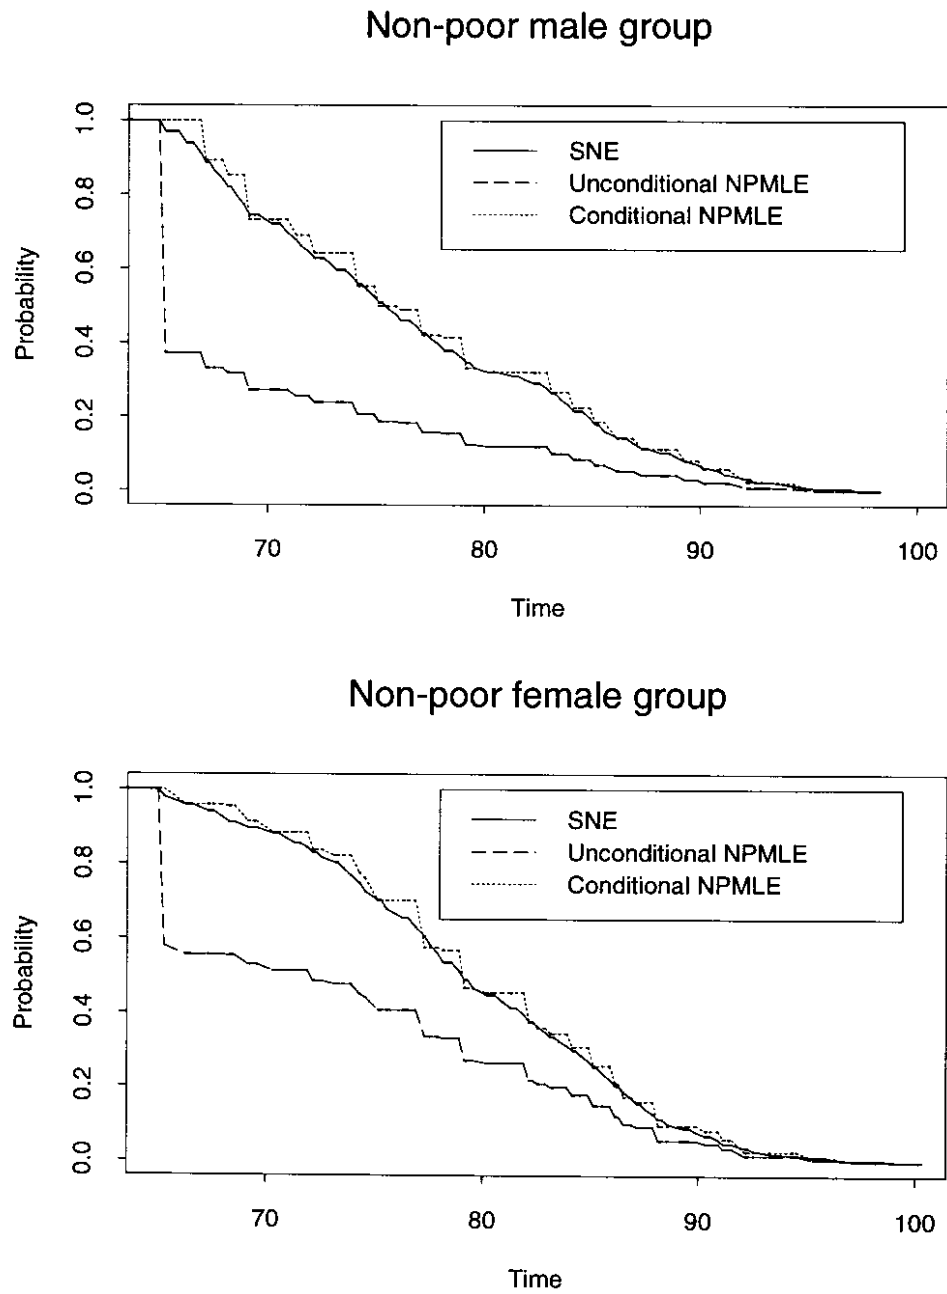 Non-poor male group
Probability
1.0
0.8
0.6
0.4
0.2
0.0
SNE
Unconditional NPMLE
Conditional NPMLE
70 80 90 100
Time
Non-poor female group
Probability
1.0
0.8
0.6
0.4
0.2
0.0
SNE
Unconditional NPMLE
Conditional NPMLE
70 80 90 100
Time